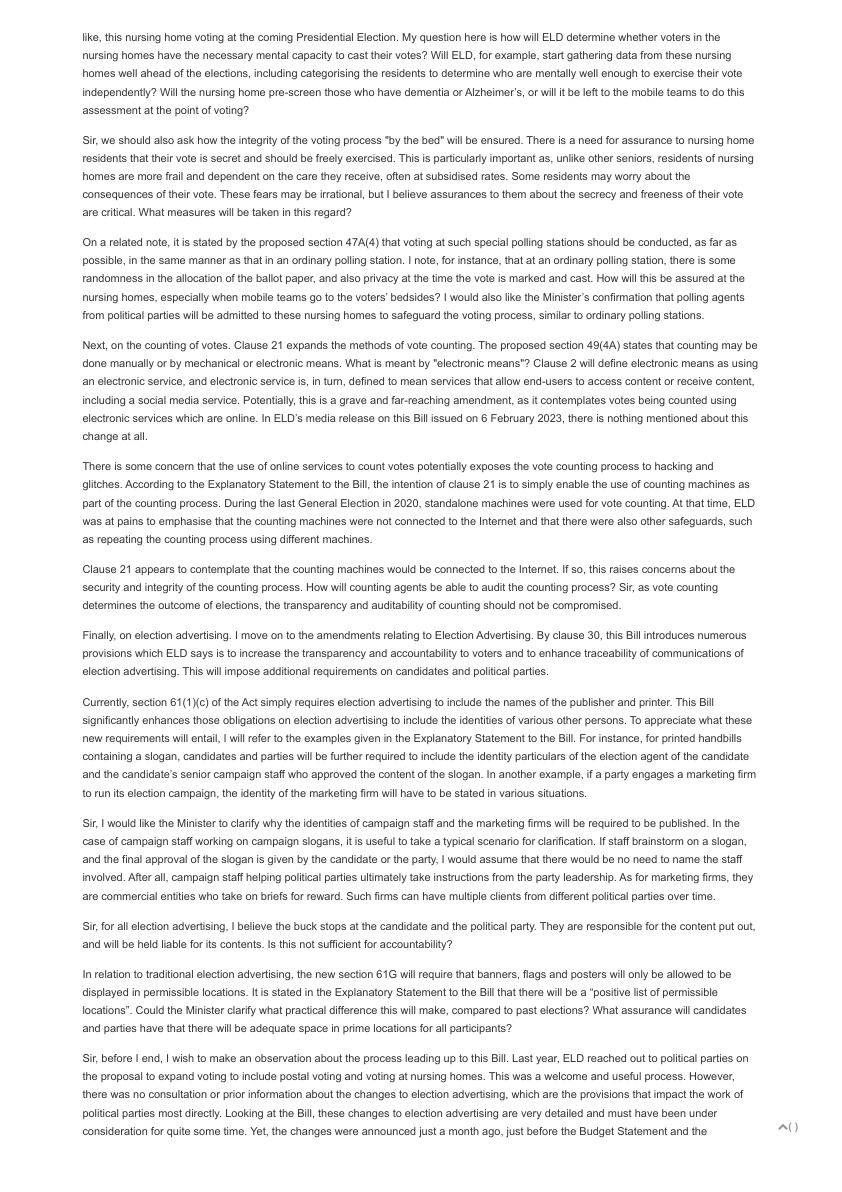 like, this nursing home voting at the coming Presidential Election. My question here is how will ELD determine whether voters in the
nursing homes have the necessary mental capacity to cast their votes? Will ELD, for example, start gathering data from these nursing
homes well ahead of the elections, including categorising the residents to determine who are mentally well enough to exercise their vote
independently? Will the nursing home pre-screen those who have dementia or Alzheimer's, or will it be left to the mobile teams to do this
assessment at the point of voting?
Sir, we should also ask how the integrity of the voting process "by the bed" will be ensured. There is a need for assurance to nursing home
residents that their vote is secret and should be freely exercised. This is particularly important as, unlike other seniors, residents of nursing
homes are more frail and dependent on the care they receive, often at subsidised rates. Some residents may worry about the
consequences of their vote. These fears may be irrational, but I believe assurances to them about the secrecy and freeness of their vote
are critical. What measures will be taken in this regard?
On a related note, it is stated by the proposed section 47A(4) that voting at such special polling stations should be conducted, as far as
possible, in the same manner as that in an ordinary polling station. I note, for instance, that at an ordinary polling station, there is some
randomness in the allocation of the ballot paper, and also privacy at the time the vote is marked and cast. How will this be assured at the
nursing homes, especially when mobile teams go to the voters' bedsides? I would also like the Minister's confirmation that polling agents
from political parties will be admitted to these nursing homes to safeguard the voting process, similar to ordinary polling stations.
Next, on the counting of votes. Clause 21 expands the methods of vote counting. The proposed section 49(4A) states that counting may be
done manually or by mechanical or electronic means. What is meant by "electronic means"? Clause 2 will define electronic means as using
an electronic service, and electronic service is, in turn, defined to mean services that allow end-users to access content or receive content,
including a social media service. Potentially, this is a grave and far-reaching amendment, as it contemplates votes being counted using
electronic services which are online. In ELD's media release on this Bill issued on 6 February 2023, there is nothing mentioned about this
change at all.
There is some concern that the use of online services to count votes potentially exposes the vote counting process to hacking and
glitches. According to the Explanatory Statement to the Bill, the intention of clause 21 is to simply enable the use of counting machines as
part of the counting process. During the last General Election in 2020, standalone machines were used for vote counting. At that time, ELD
was at pains to emphasise that the counting machines were not connected to the Internet and that there were also other safeguards, such
as repeating the counting process using different machines.
Clause 21 appears to contemplate that the counting machines would be connected to the Internet. If so, this raises concerns about the
security and integrity of the counting process. How will counting agents be able to audit the counting process? Sir, as vote counting
determines the outcome of elections, the transparency and auditability of counting should not be compromised.
Finally, on election advertising. I move on to the amendments relating to Election Advertising. By clause 30, this Bill introduces numerous
provisions which ELD says is to increase the transparency and accountability to voters and to enhance traceability of communications of
election advertising. This will impose additional requirements on candidates and political parties.
Currently, section 61(1)(c) of the Act simply requires election advertising to include the names of the publisher and printer. This Bill
significantly enhances those obligations on election advertising to include the identities of various other persons. To appreciate what these
new requirements will entail, I will refer to the examples given in the Explanatory Statement to the Bill. For instance, for printed handbills
containing a slogan, candidates and parties will be further required to include the identity particulars of the election agent of the candidate
and the candidate's senior campaign staff who approved the content of the slogan. In another example, if a party engages a marketing firm
to run its election campaign, the identity of the marketing firm will have to be stated in various situations.
Sir, I would like the Minister to clarify why the identities of campaign staff and the marketing firms will be required to be published. In the
case of campaign staff working on campaign slogans, it is useful to take a typical scenario for clarification. If staff brainstorm on a slogan,
and the final approval of the slogan is given by the candidate or the party, I would assume that there would be no need to name the staff
involved. After all, campaign staff helping political parties ultimately take instructions from the party leadership. As for marketing firms, they
are commercial entities who take on briefs for reward. Such firms can have multiple clients from different political parties over time.
Sir, for all election advertising, I believe the buck stops at the candidate and the political party. They are responsible for the content put out,
and will be held liable for its contents. Is this not sufficient for accountability?
In relation to traditional election advertising, the new section 61G will require that banners, flags and posters will only be allowed to be
displayed in permissible locations. It is stated in the Explanatory Statement to the Bill that there will be a “positive list of permissible
locations”. Could the Minister clarify what practical difference this will make, compared to past elections? What assurance will candidates
and parties have that there will be adequate space in prime locations for all participants?
Sir, before I end, I wish to make an observation about the process leading up to this Bill. Last year, ELD reached out to political parties on
the proposal to expand voting to include postal voting and voting at nursing homes. This was a welcome and useful process. However,
there was no consultation or prior information about the changes to election advertising, which are the provisions that impact the work of
political parties most directly. Looking at the Bill, these changes to election advertising are very detailed and must have been under
consideration for quite some time. Yet, the changes were announced just a month ago, just before the Budget Statement and the
( )